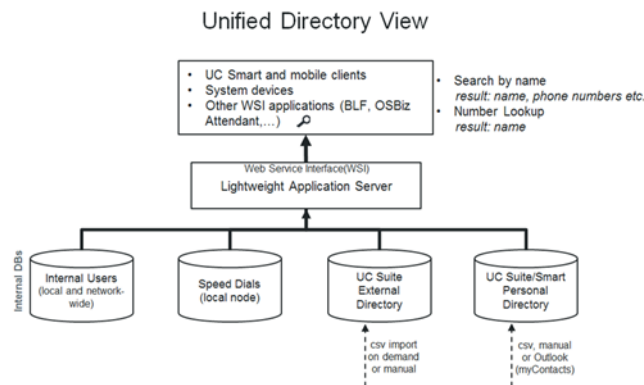 Unified Directory View
• UC Smart and mobile clients
• System devices
• Other WSI applications (BLF, OSBiz
Attendant,...)
• Search by name
result: name, phone numbers etc.
• Number Lookup
result: name
Web Service Interface(WSI)
Lightweight Application Server
Internal DBs
Internal Users
(local and network-
wide)
Speed Dials
(local node)
UC Suite
External
Directory
UC Suite/Smart
Personal
Directory
csv import
on demand
or manual
csv, manual
or Outlook
(myContacts)